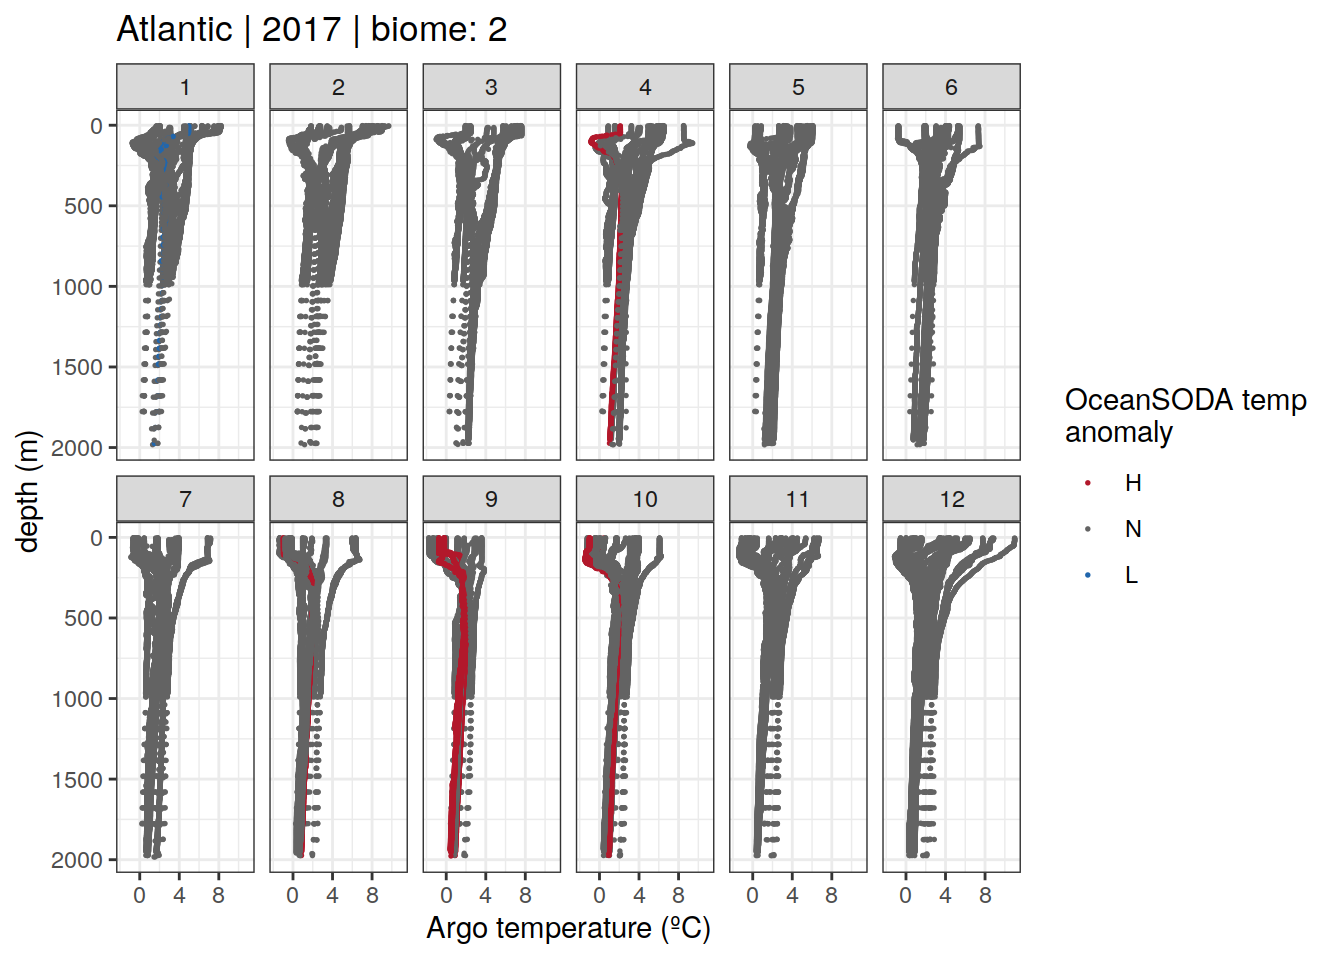 Atlantic | 2017 | biome: 2
1 2 3 4 5 6
0
500
1000
1500
2000
7 8 9 10 11 12
0
500
1000
1500
2000
0 4 8 0 4 8 0 4 8 0 4 8 0 4 8 0 4 8
Argo temperature (ºC)
depth (m)
OceanSODA temp
anomaly
H
N
L